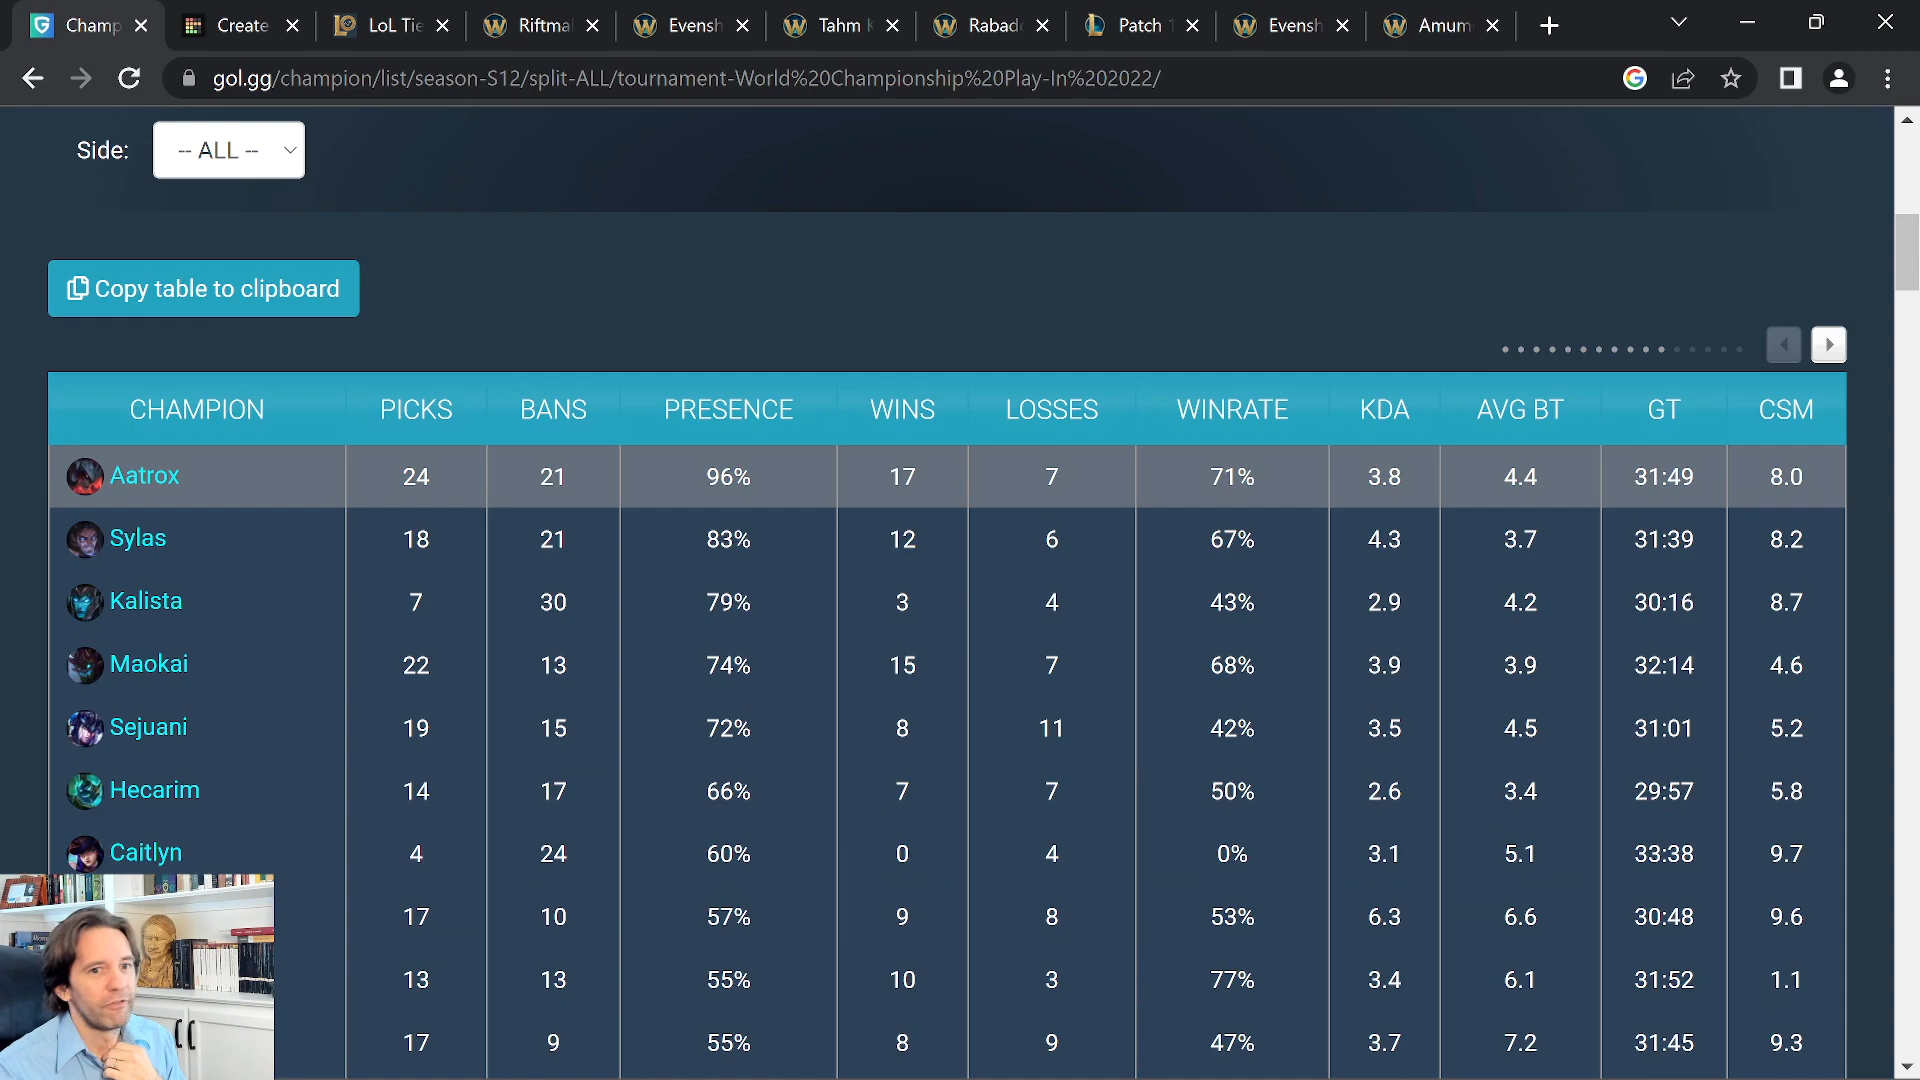 Champ
Create
LoL Tie
Riftma
Evensh
Tahm
Rabad
Patch 1
Evensh
Amum
gol.gg/champion/list/season-S12/split-ALL/tournament-World%20Championship%20Play-In%202022/
Side: -- ALL --
Copy table to clipboard
CHAMPION PICKS BANS PRESENCE WINS LOSSES WINRATE KDA AVG BT GT CSM
Aatrox 24 21 96% 17 7 71% 3.8 4.4 31:49 8.0
Sylas 18 21 83% 12 6 67% 4.3 3.7 31:39 8.2
Kalista 7 30 79% 3 4 43% 2.9 4.2 30:16 8.7
Maokai 22 13 74% 15 7 68% 3.9 3.9 32:14 4.6
Sejuani 19 15 72% 8 11 42% 3.5 4.5 31:01 5.2
Hecarim 14 17 66% 7 7 50% 2.6 3.4 29:57 5.8
Caitlyn 4 24 60% 0 4 0% 3.1 5.1 33:38 9.7
17 10 57% 9 8 53% 6.3 6.6 30:48 9.6
13 13 55% 10 3 77% 3.4 6.1 31:52 1.1
17 9 55% 8 9 47% 3.7 7.2 31:45 9.3